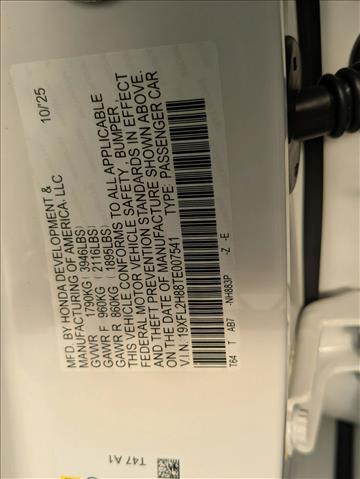 10/25
MFD. BY HONDA DEVELOPMENT &
MANUFACTURING OF AMERICA, LLC
GVWR 1790KG( 3946LBS)
GAWR F 960KG( 2116LBS)
GAWR R 860KG( 1895LBS)
THIS VEHICLE CONFORMS TO ALL APPLICABLE
FEDERAL MOTOR VEHICLE SAFETY, BUMPER,
AND THEFT PREVENTION STANDARDS IN EFFECT
ON THE DATE OF MANUFACTURE SHOWN ABOVE.
V.I.N. 19XFL2H88TE007541 TYPE: PASSENGER CAR
T64 T AB7 -NH883P -Z -E
T47 A1